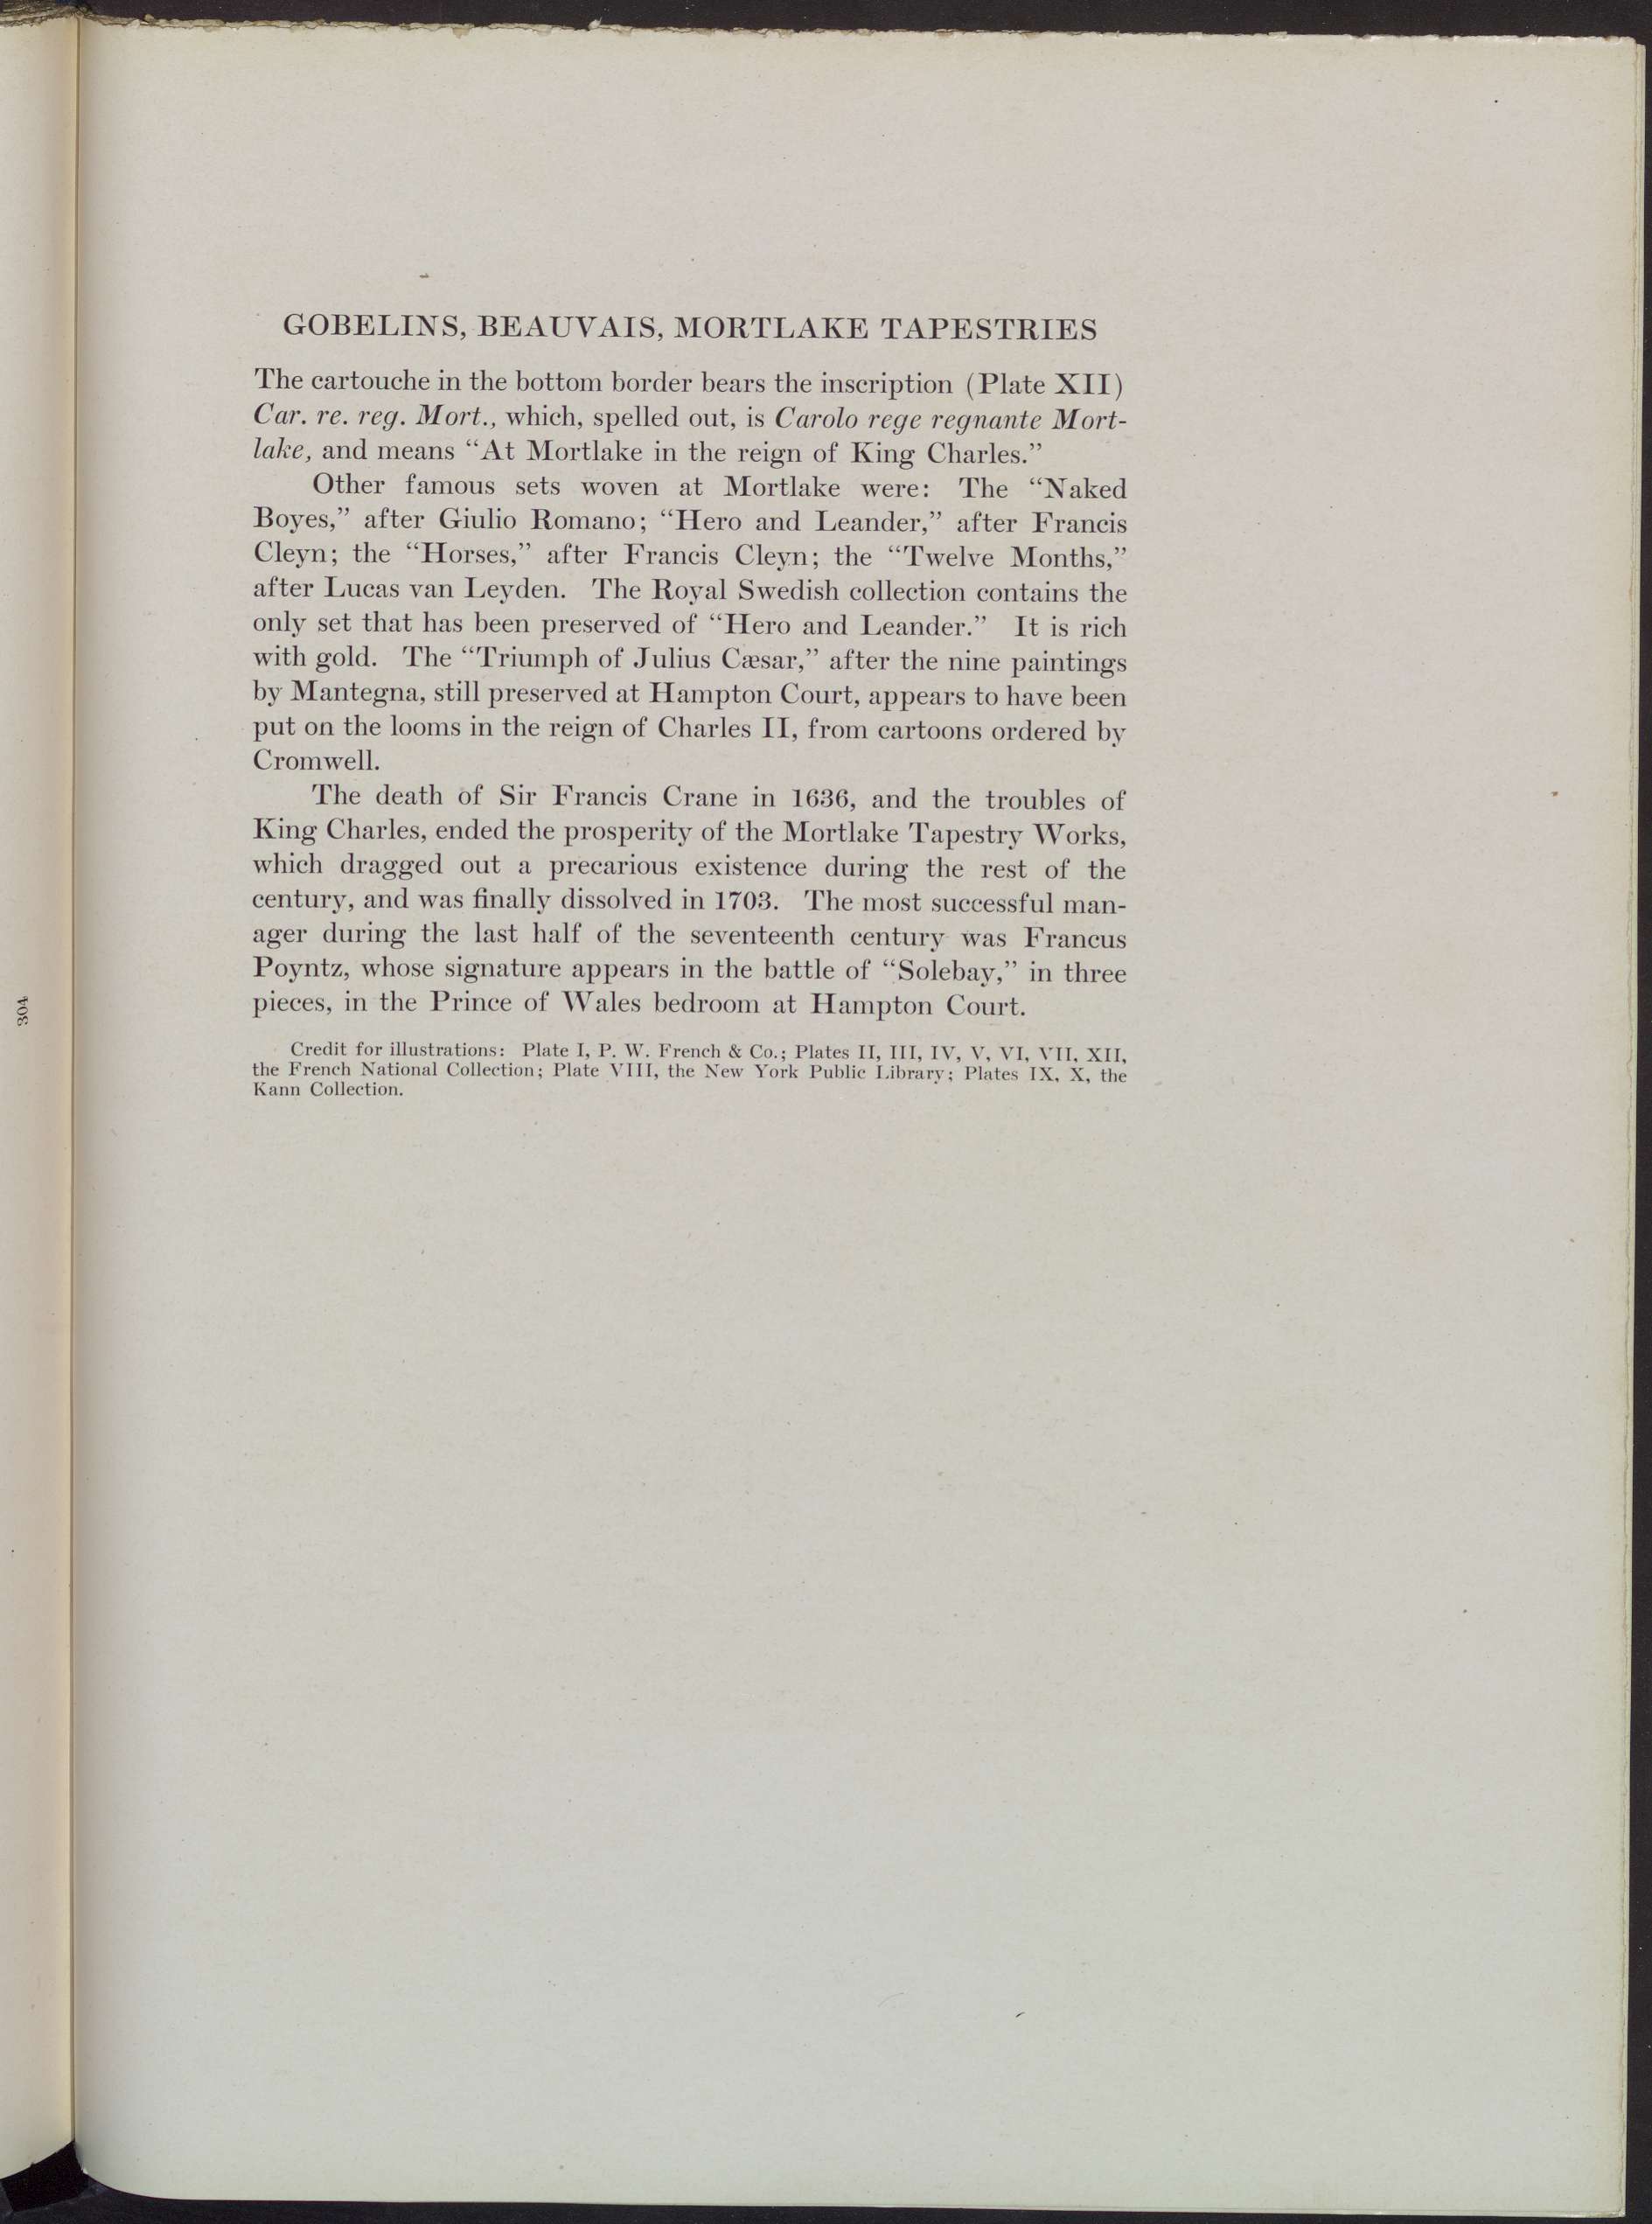 GOBELINS, BEAUVAIS, MORTLAKE TAPESTRIES
The cartouche in the bottom border bears the inscription (Plate XII)
Car. re. reg. Mort., which, spelled out, is Carolo rege regnante Mort-
lake, and means “At Mortlake in the reign of King Charles.”
Other famous sets woven at Mortlake were: The “Naked
Boyes,” after Giulio Romano; “Hero and Leander,” after Francis
Cleyn; the “Horses,” after Francis Cleyn; the “Twelve Months,”
after Lucas van Leyden. The Royal Swedish collection contains the
only set that has been preserved of “Hero and Leander.” It is rich
with gold. The “Triumph of Julius Cæsar,” after the nine paintings
by Mantegna, still preserved at Hampton Court, appears to have been
put on the looms in the reign of Charles II, from cartoons ordered by
Cromwell.
The death of Sir Francis Crane in 1636, and the troubles of
King Charles, ended the prosperity of the Mortlake Tapestry Works,
which dragged out a precarious existence during the rest of the
century, and was finally dissolved in 1703. The most successful man-
ager during the last half of the seventeenth century was Francus
Poyntz, whose signature appears in the battle of “Solebay,” in three
pieces, in the Prince of Wales bedroom at Hampton Court.
Credit for illustrations: Plate I, P. W. French & Co.; Plates II, III, IV, V, VI, VII, XII,
the French National Collection; Plate VIII, the New York Public Library; Plates IX, X, the
Kann Collection.
304